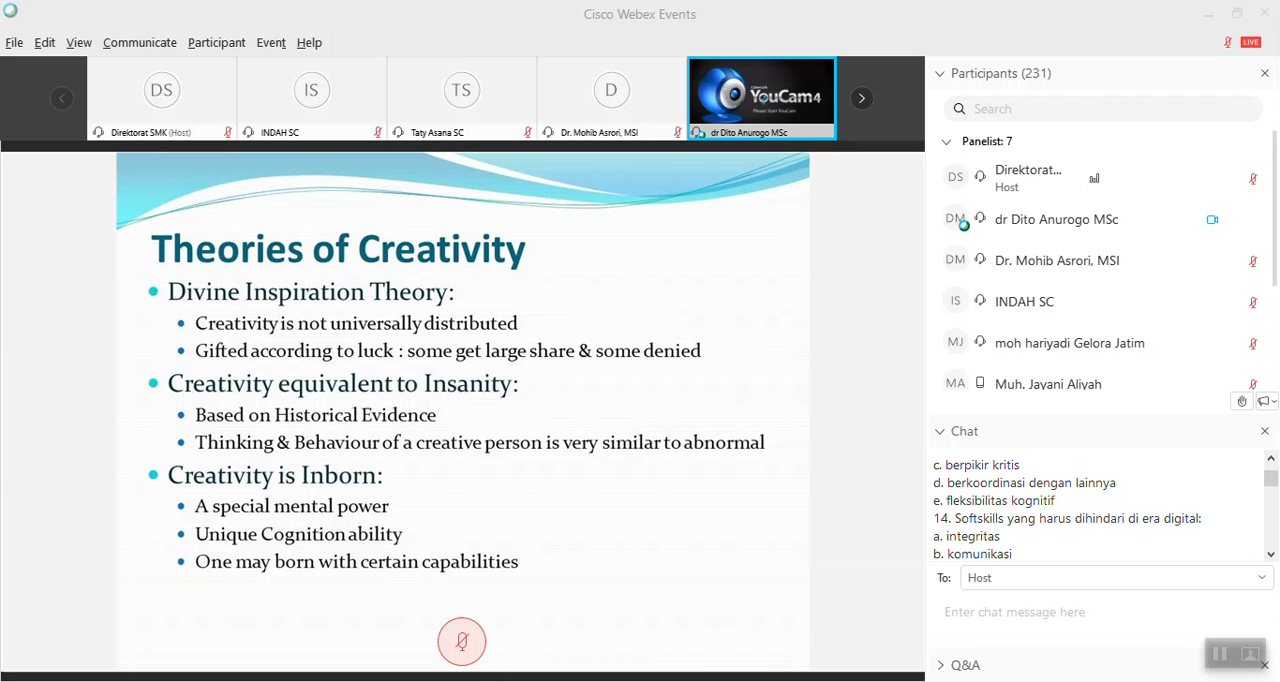 Cisco Webex Events
File Edit View Communicate Participant Event Help
LIVE
DS
IS
TS
D
YouCam4
Please Start YouCam
Direktorat SMK (Host)
INDAH SC
Taty Asana SC
Dr. Mohib Asrori, MSI
dr Dito Anurogo MSc
Theories of Creativity
Divine Inspiration Theory:
Creativity is not universally distributed
Gifted according to luck : some get large share & some denied
Creativity equivalent to Insanity:
Based on Historical Evidence
Thinking & Behaviour of a creative person is very similar to abnormal
Creativity is Inborn:
A special mental power
Unique Cognition ability
One may born with certain capabilities
Participants (231)
Search
Panelist: 7
DS Direktorat...
Host
DM dr Dito Anurogo MSc
DM Dr. Mohib Asrori, MSI
IS INDAH SC
MJ moh hariyadi Gelora Jatim
MA Muh. Jayani Aliyah
Chat
c. berpikir kritis
d. berkoordinasi dengan lainnya
e. fleksibilitas kognitif
14. Softskills yang harus dihindari di era digital:
a. integritas
b. komunikasi
To: Host
Enter chat message here
Q&A